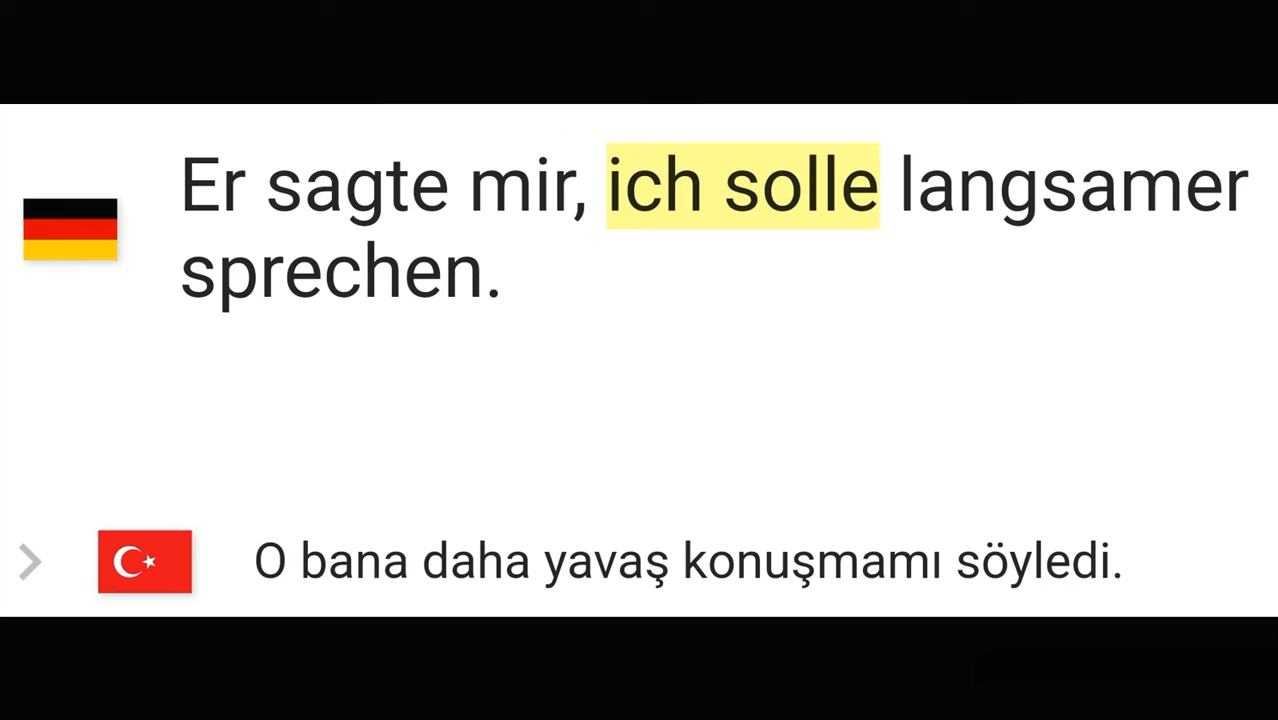 Er sagte mir, ich solle langsamer
sprechen.
O bana daha yavaş konuşmamı söyledi.